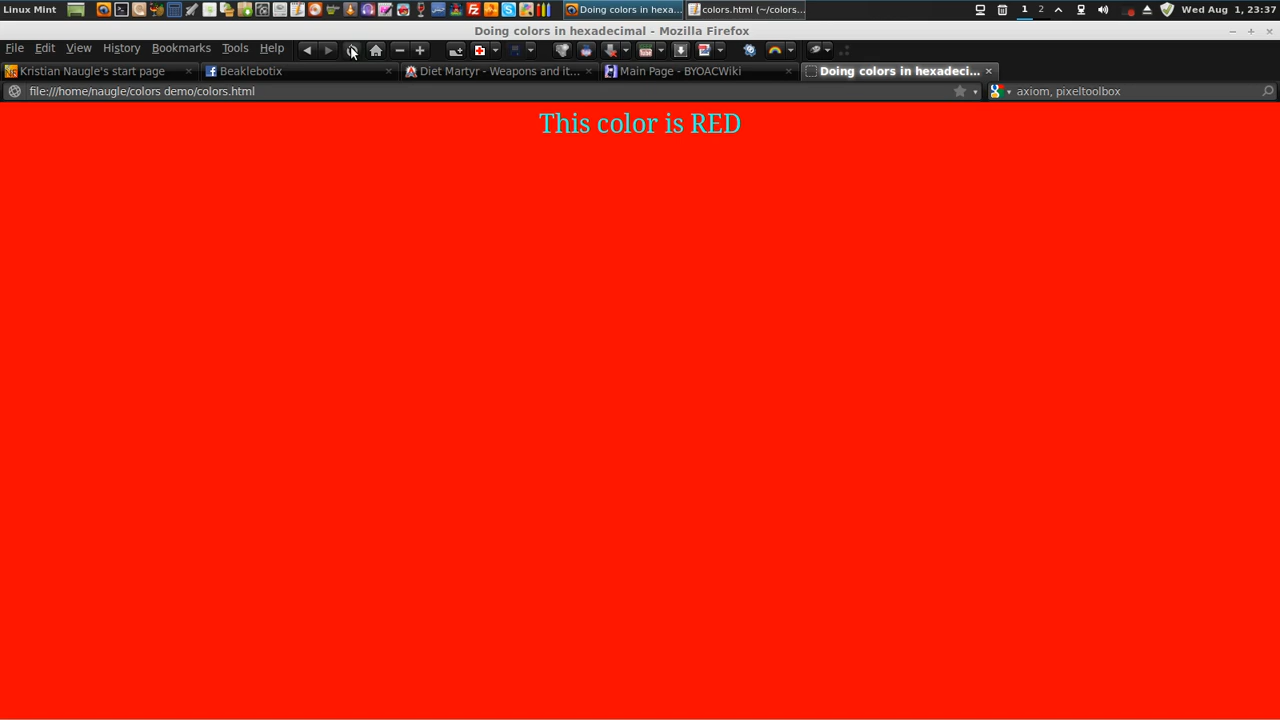 Linux Mint Doing colors in hexa... colors.html (~/colors... 1 2 Wed Aug 1, 23:37
Doing colors in hexadecimal - Mozilla Firefox
File Edit View History Bookmarks Tools Help
Kristian Naugle's start page Beaklebotix Diet Martyr - Weapons and it... Main Page - BYOACWiki Doing colors in hexadeci...
file:///home/naugle/colors demo/colors.html axiom, pixeltoolbox
This color is RED